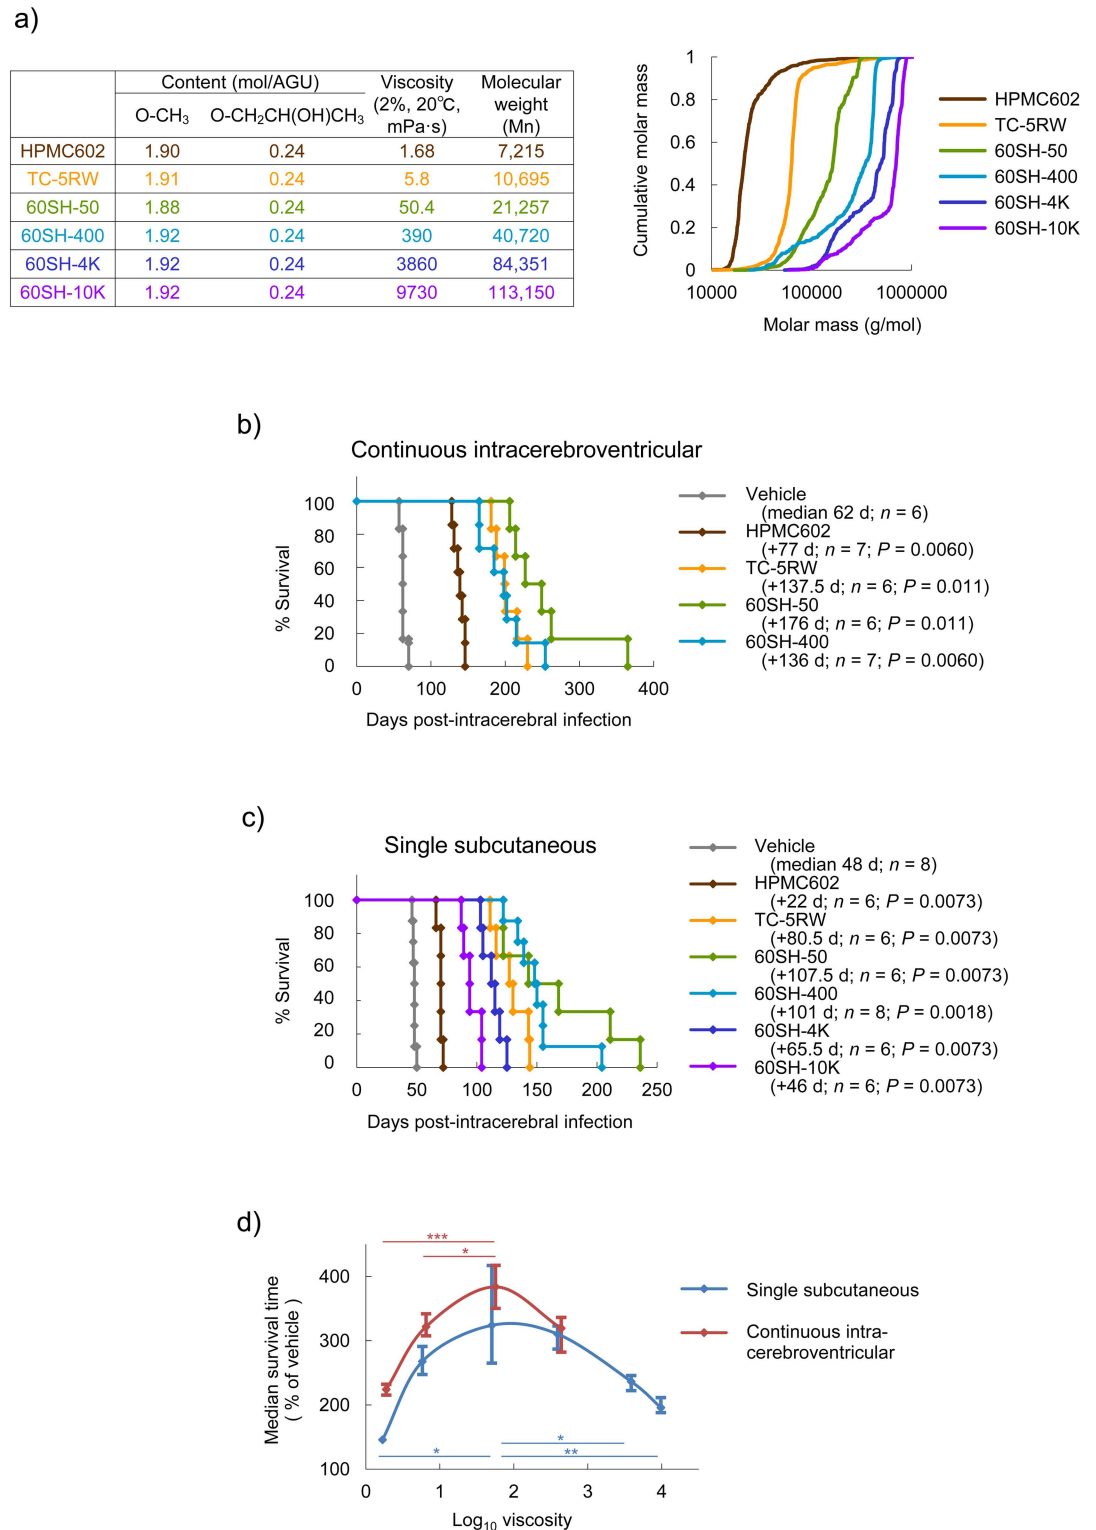 a)
Content (mol/AGU) Viscosity Molecular
(2%, 20°C, weight
O-CH₃ O-CH₂CH(OH)CH₃ mPa·s) (Mn)
HPMC602 1.90 0.24 1.68 7,215
TC-5RW 1.91 0.24 5.8 10,695
60SH-50 1.88 0.24 50.4 21,257
60SH-400 1.92 0.24 390 40,720
60SH-4K 1.92 0.24 3860 84,351
60SH-10K 1.92 0.24 9730 113,150
Cumulative molar mass
1
0.8
0.6
0.4
0.2
0
10000 100000 1000000
Molar mass (g/mol)
HPMC602
TC-5RW
60SH-50
60SH-400
60SH-4K
60SH-10K
b)
Continuous intracerebroventricular
% Survival
100
80
60
40
20
0
0 100 200 300 400
Days post-intracerebral infection
Vehicle
(median 62 d; n = 6)
HPMC602
(+77 d; n = 7; P = 0.0060)
TC-5RW
(+137.5 d; n = 6; P = 0.011)
60SH-50
(+176 d; n = 6; P = 0.011)
60SH-400
(+136 d; n = 7; P = 0.0060)
c)
Single subcutaneous
% Survival
100
80
60
40
20
0
0 50 100 150 200 250
Days post-intracerebral infection
Vehicle
(median 48 d; n = 8)
HPMC602
(+22 d; n = 6; P = 0.0073)
TC-5RW
(+80.5 d; n = 6; P = 0.0073)
60SH-50
(+107.5 d; n = 6; P = 0.0073)
60SH-400
(+101 d; n = 8; P = 0.0018)
60SH-4K
(+65.5 d; n = 6; P = 0.0073)
60SH-10K
(+46 d; n = 6; P = 0.0073)
d)
Median survival time
( % of vehicle )
400
300
200
100
***
*
*
*
**
0 1 2 3 4
Log₁₀ viscosity
Single subcutaneous
Continuous intra-
cerebroventricular